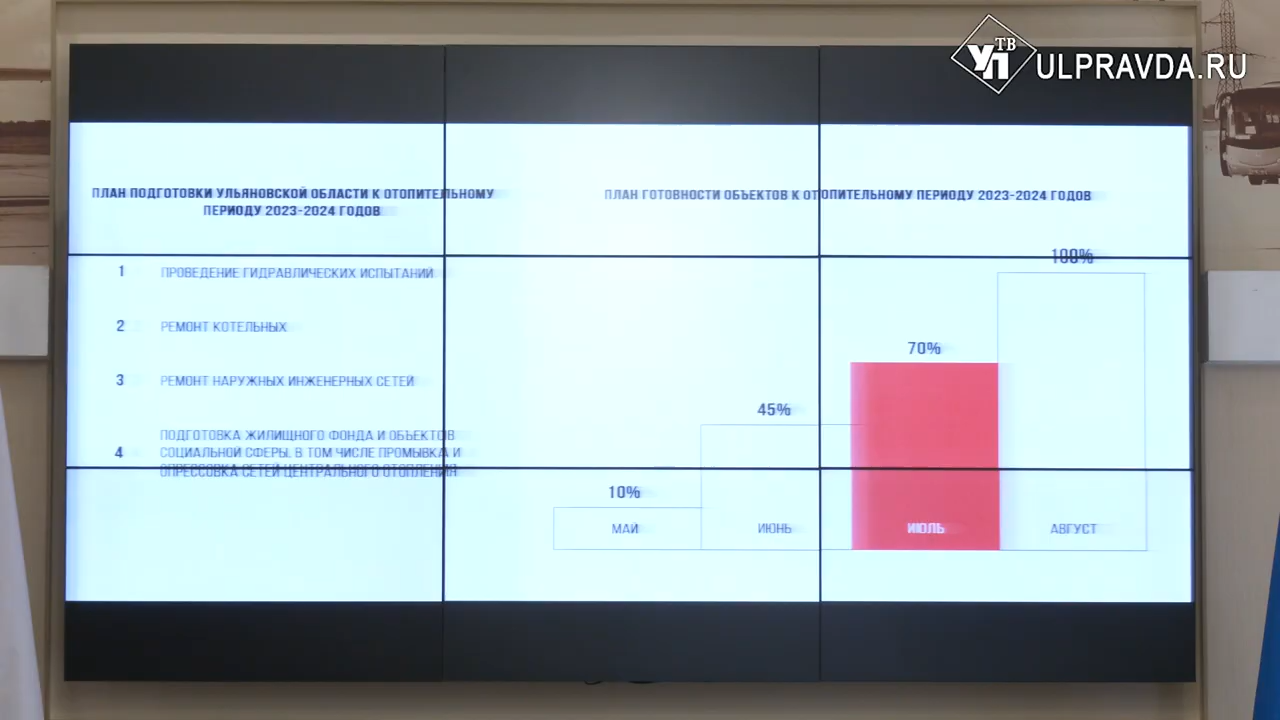 УП ТВ
ULPRAVDA.RU
ПЛАН ПОДГОТОВКИ УЛЬЯНОВСКОЙ ОБЛАСТИ К ОТОПИТЕЛЬНОМУ
ПЕРИОДУ 2023-2024 ГОДОВ
1 ПРОВЕДЕНИЕ ГИДРАВЛИЧЕСКИХ ИСПЫТАНИЙ
2 РЕМОНТ КОТЕЛЬНЫХ
3 РЕМОНТ НАРУЖНЫХ ИНЖЕНЕРНЫХ СЕТЕЙ
ПОДГОТОВКА ЖИЛИЩНОГО ФОНДА И ОБЪЕКТОВ
4 СОЦИАЛЬНОЙ СФЕРЫ, В ТОМ ЧИСЛЕ ПРОМЫВКА И
ОПРЕССОВКА СЕТЕЙ ЦЕНТРАЛЬНОГО ОТОПЛЕНИЯ
ПЛАН ГОТОВНОСТИ ОБЪЕКТОВ К ОТОПИТЕЛЬНОМУ ПЕРИОДУ 2023-2024 ГОДОВ
100%
70%
45%
10%
МАЙ ИЮНЬ ИЮЛЬ АВГУСТ